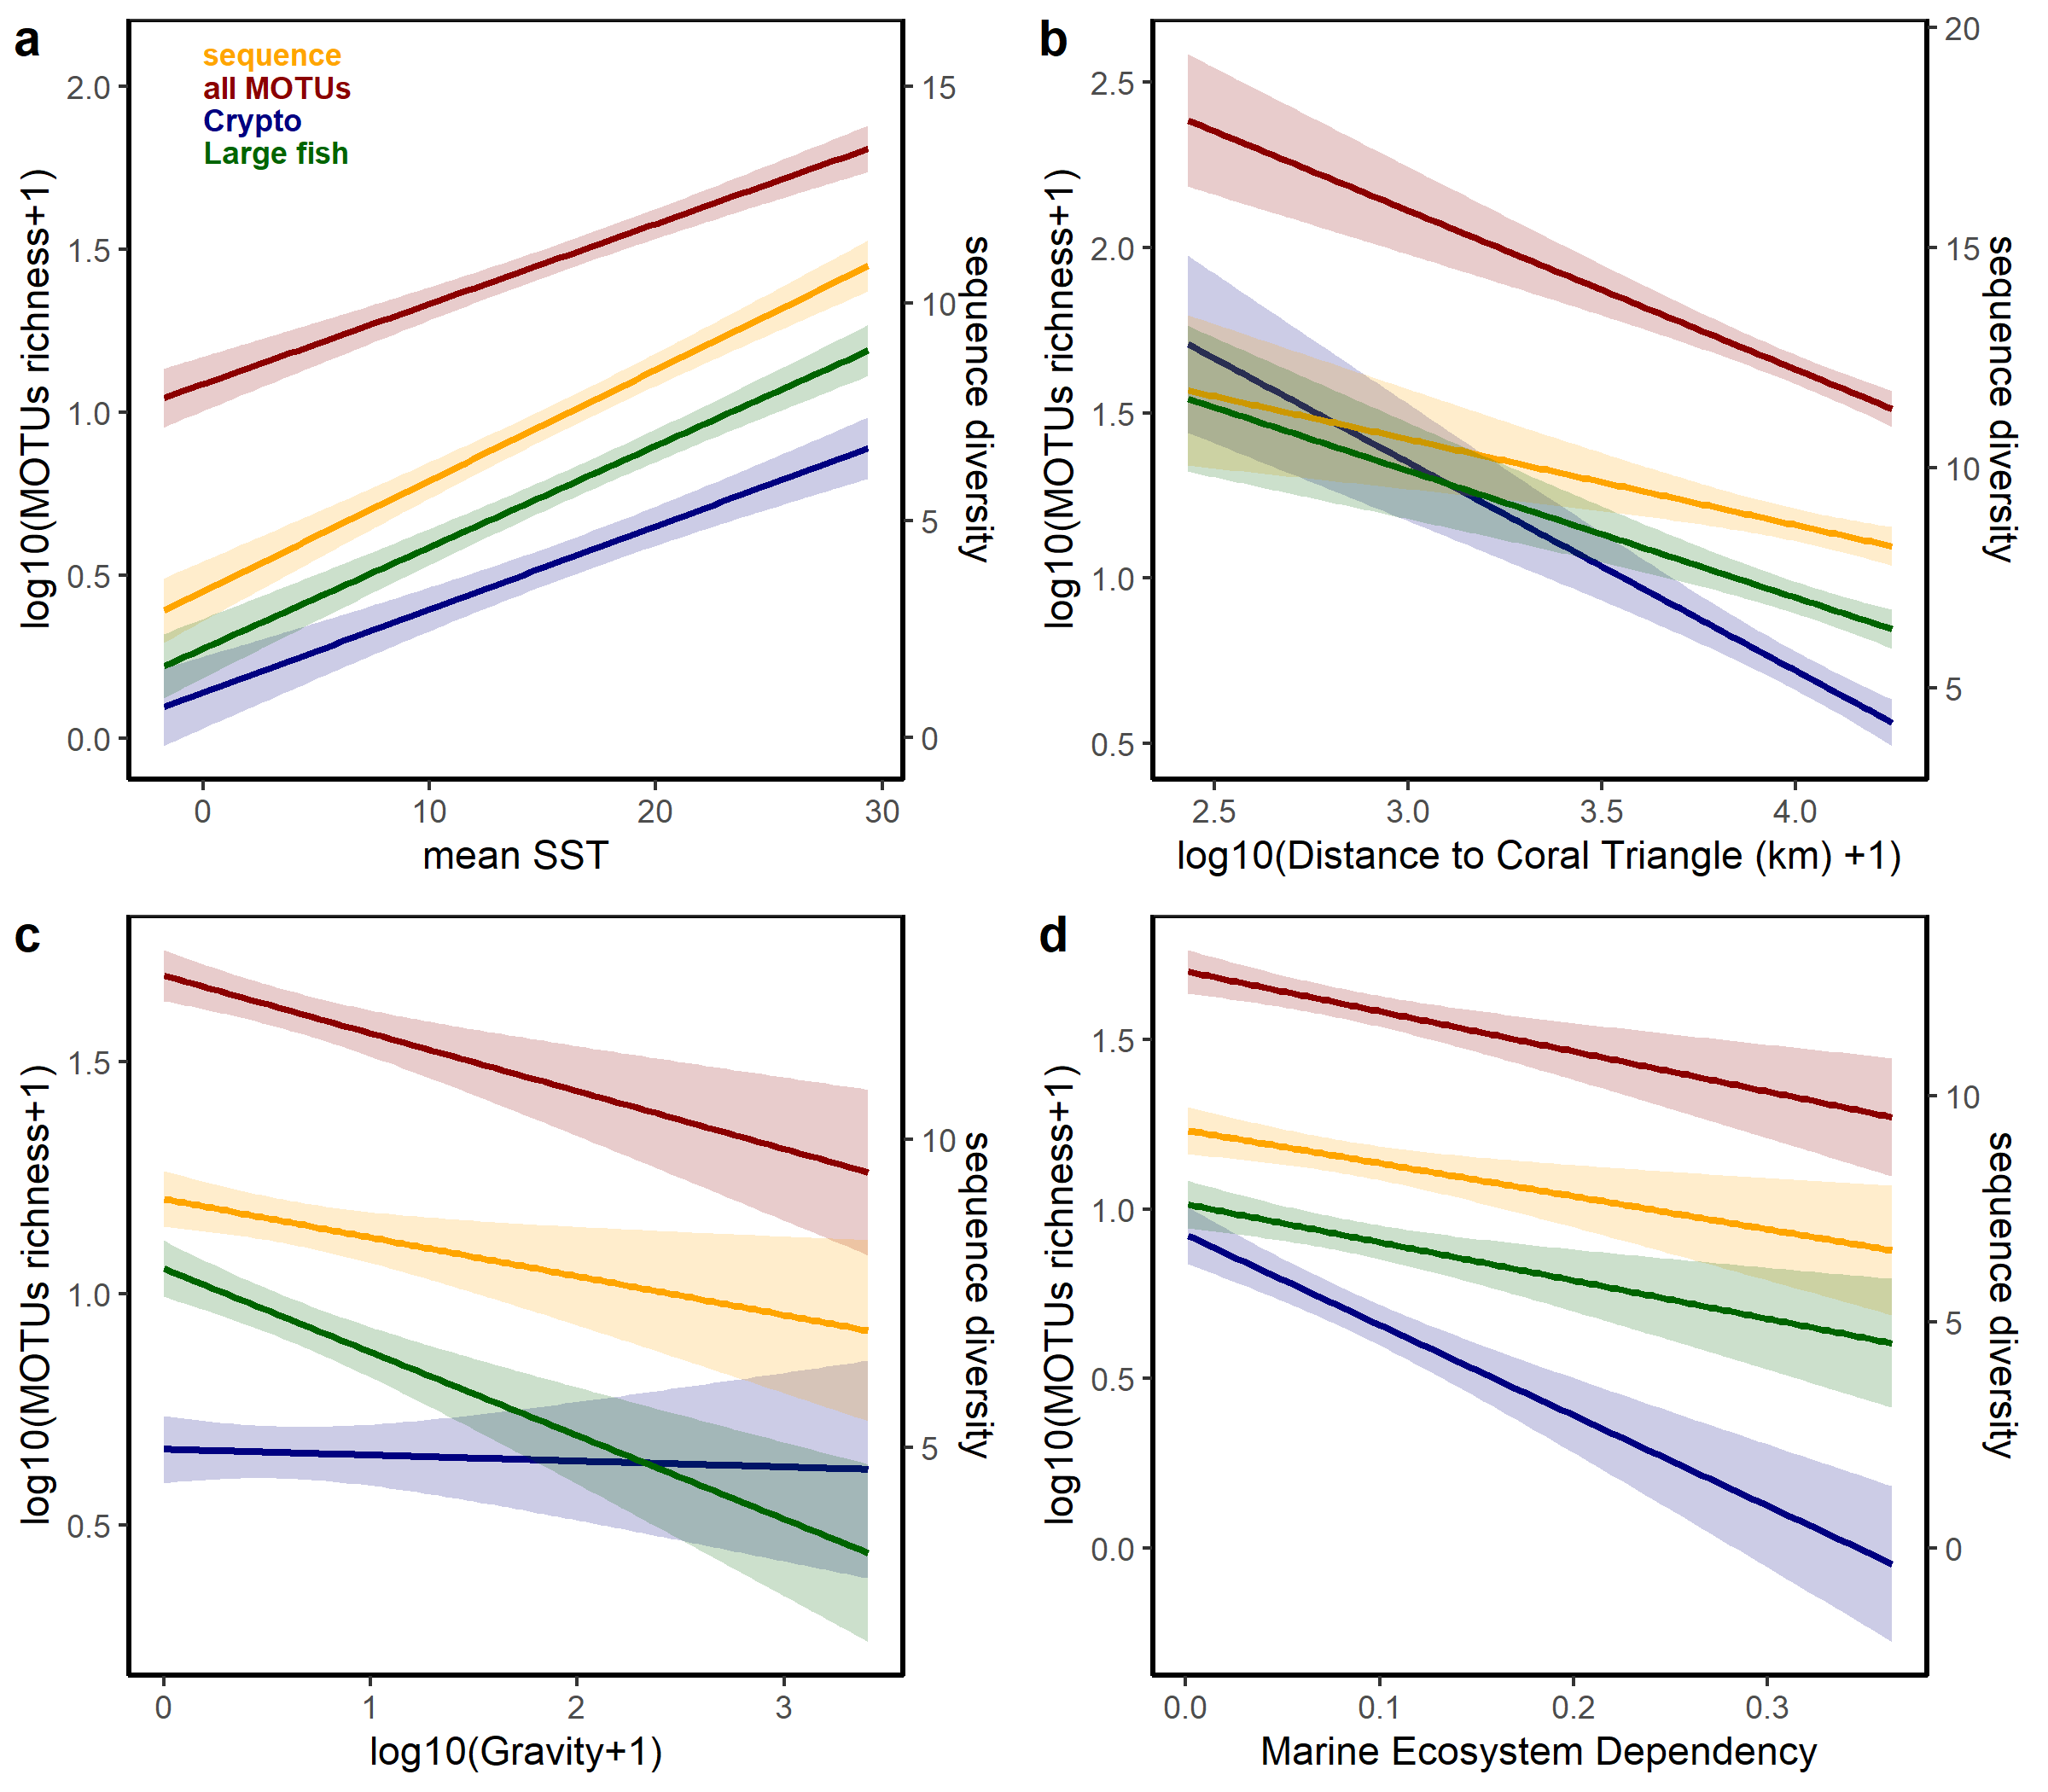 a
sequence
all MOTUs
Crypto
Large fish
2.0
1.5
1.0
0.5
0.0
log10(MOTUs richness+1)
15
10
5
0
sequence diversity
0 10 20 30
mean SST
b
2.5
2.0
1.5
1.0
0.5
log10(MOTUs richness+1)
20
15
10
5
sequence diversity
2.5 3.0 3.5 4.0
log10(Distance to Coral Triangle (km) +1)
c
1.5
1.0
0.5
log10(MOTUs richness+1)
10
5
sequence diversity
0 1 2 3
log10(Gravity+1)
d
1.5
1.0
0.5
0.0
log10(MOTUs richness+1)
10
5
0
sequence diversity
0.0 0.1 0.2 0.3
Marine Ecosystem Dependency